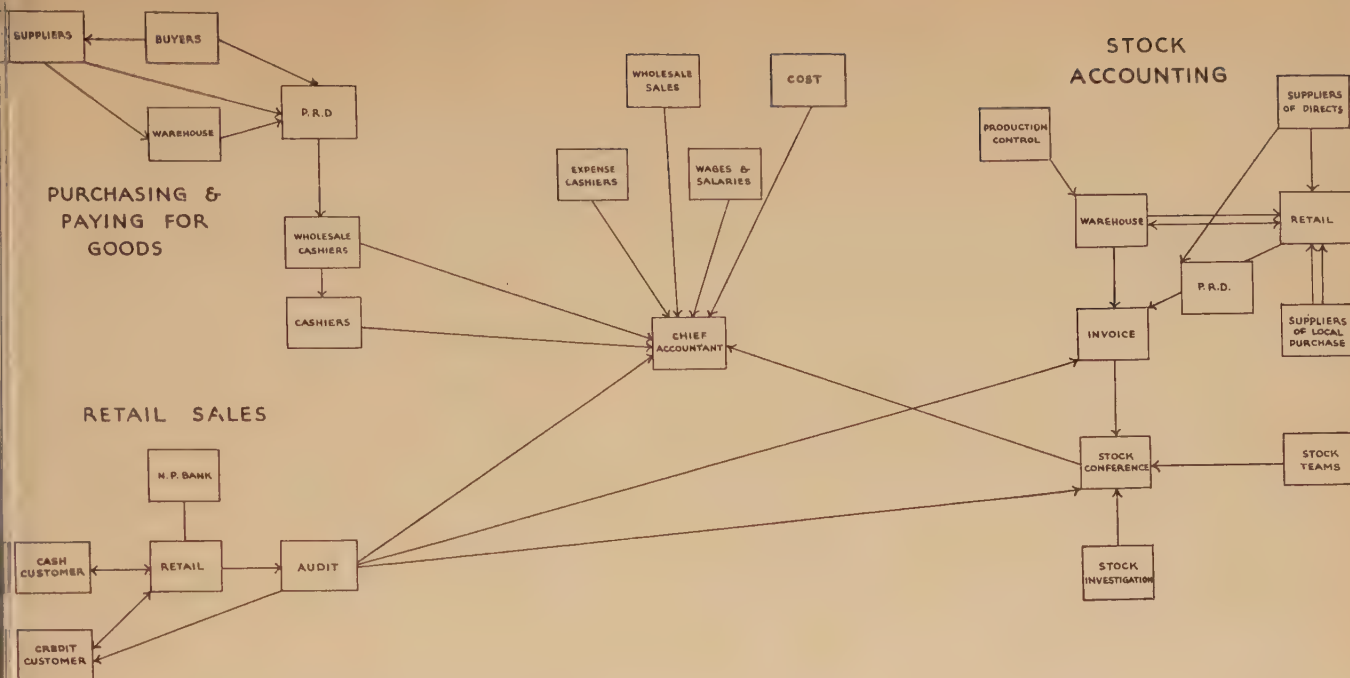 SUPPLIERS
BUYERS
P.R.D
WAREHOUSE
PURCHASING &
PAYING FOR
GOODS
WHOLESALE
CASHIERS
CASHIERS
WHOLESALE
SALES
COST
EXPENSE
CASHIERS
WAGES &
SALARIES
CHIEF
ACCOUNTANT
STOCK
ACCOUNTING
SUPPLIERS
OF DIRECTS
PRODUCTION
CONTROL
WAREHOUSE
RETAIL
P.R.D.
INVOICE
SUPPLIERS
OF LOCAL
PURCHASE
STOCK
CONFERENCE
STOCK
TEAMS
STOCK
INVESTIGATION
RETAIL SALES
N.P. BANK
CASH
CUSTOMER
RETAIL
AUDIT
CREDIT
CUSTOMER